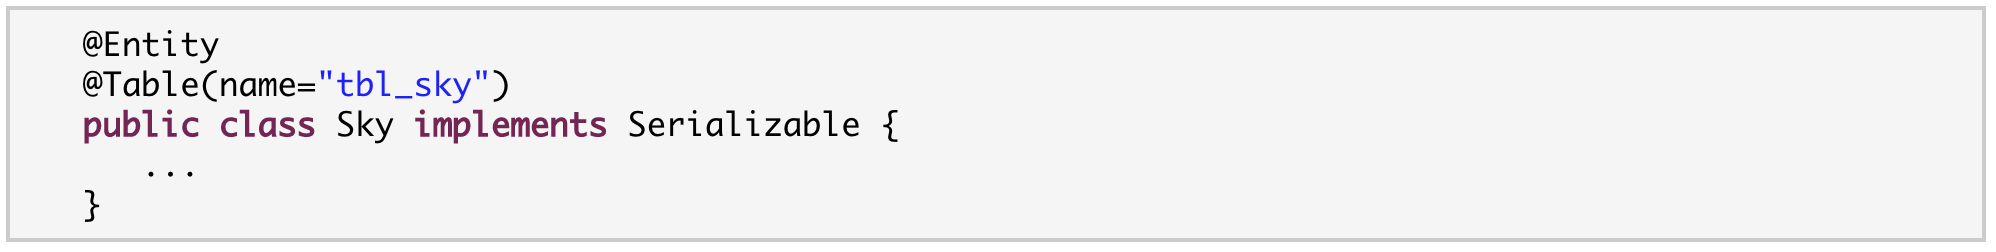 @Entity
@Table(name="tbl_sky")
public class Sky implements Serializable {
   ...
}